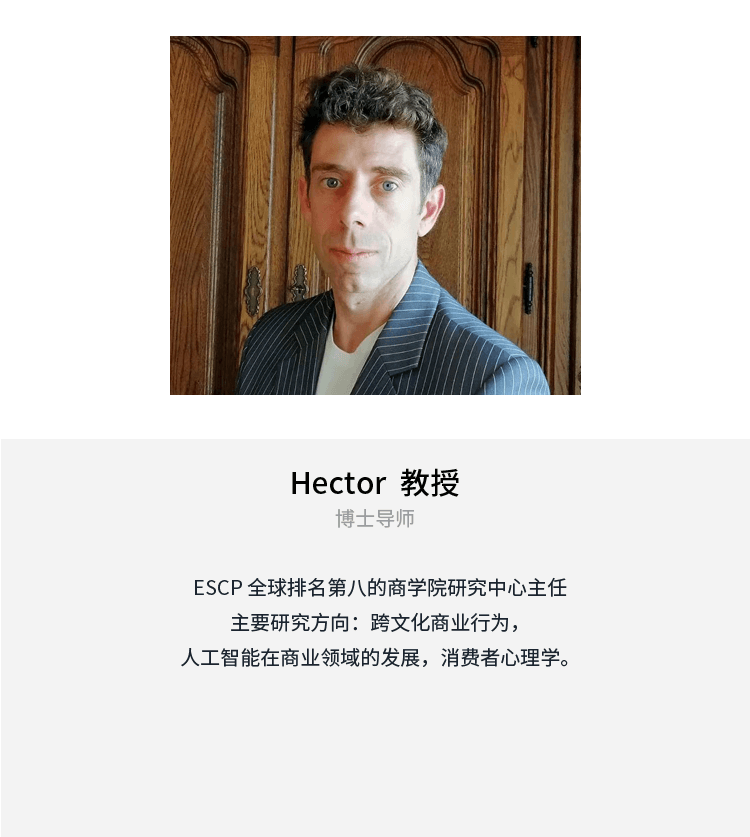 Hector 教授
博士导师
ESCP 全球排名第八的商学院研究中心主任
主要研究方向：跨文化商业行为，
人工智能在商业领域的发展，消费者心理学。